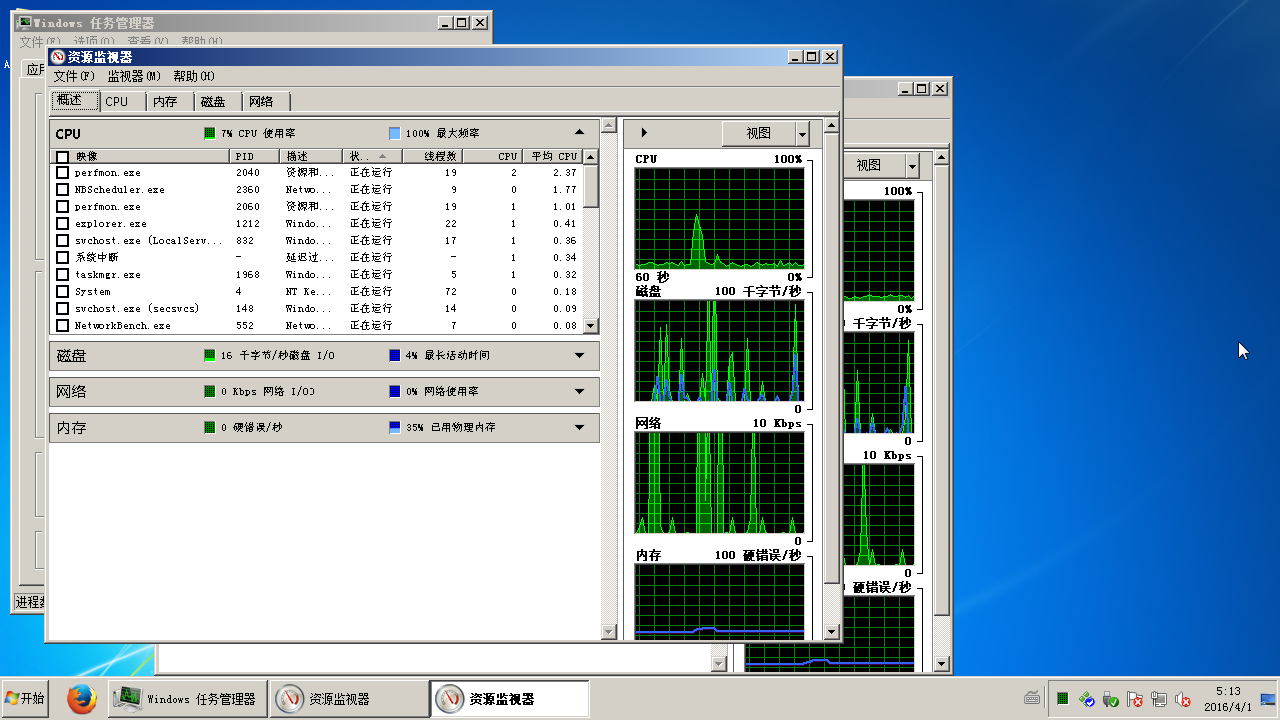 Windows 任务管理器
文件(F) 选项(O) 查看(V) 帮助(H)
资源监视器
文件(F) 监视器(M) 帮助(H)
概述 CPU 内存 磁盘 网络
CPU 7% CPU 使用率 100% 最大频率
映像 PID 描述 状.. 线程数 CPU 平均 CPU
perfmon.exe 2040 资源和... 正在运行 19 2 2.37
NBScheduler.exe 2360 Netwo... 正在运行 9 0 1.77
perfmon.exe 2060 资源和... 正在运行 19 1 1.01
explorer.exe 1212 Windo... 正在运行 22 1 0.41
svchost.exe (LocalServ... 832 Windo... 正在运行 17 1 0.36
系统中断 - 延迟过... 正在运行 - 1 0.34
taskmgr.exe 1968 Windo... 正在运行 5 1 0.32
System 4 NT Ke... 正在运行 72 0 0.18
svchost.exe (secsvcs) 148 Windo... 正在运行 14 0 0.09
NetworkBench.exe 552 Netwo... 正在运行 7 0 0.08
磁盘 16 千字节/秒磁盘 I/O 4% 最长活动时间
网络 0 Kbps 网络 I/O) 0% 网络使用率
内存 0 硬错误/秒 35% 已用物理内存
视图
CPU 100%
60 秒 0%
磁盘 100 千字节/秒
0
网络 10 Kbps
0
内存 100 硬错误/秒
视图
100%
0%
千字节/秒
0
10 Kbps
0
硬错误/秒
开始 Windows 任务管理器 资源监视器 资源监视器
5:13
2016/4/1